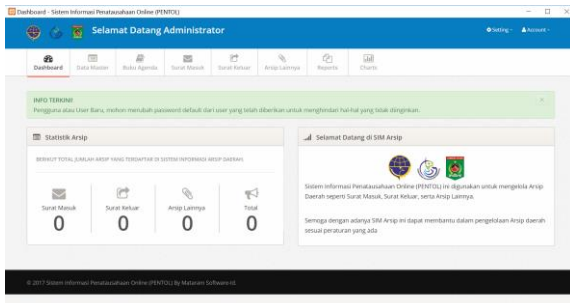 Dashboard - Sistem Informasi Penatausahaan Online (PENTOL)
Selamat Datang Administrator
Setting
Account
Dashboard
Data Master
Buku Agenda
Surat Masuk
Surat Keluar
Arsip Lainnya
Reports
Charts
INFO TERKINI!
Pengguna atau User Baru, mohon merubah password default dari user yang telah diberikan untuk menghindari hal-hal yang tidak diinginkan.
Statistik Arsip
BERIKUT TOTAL JUMLAH ARSIP YANG TERDAFTAR DI SISTEM INFORMASI ARSIP DAERAH.
Surat Masuk
0
Surat Keluar
0
Arsip Lainnya
0
Total
0
Selamat Datang di SIM Arsip
Sistem Informasi Penatausahaan Online (PENTOL) ini digunakan untuk mengelola Arsip
Daerah seperti Surat Masuk, Surat Keluar, serta Arsip Lainnya.
Semoga dengan adanya SIM Arsip ini dapat membantu dalam pengelolaan Arsip daerah
sesuai peraturan yang ada
© 2017 Sistem Informasi Penatausahaan Online (PENTOL) By Mataram Software-Id.